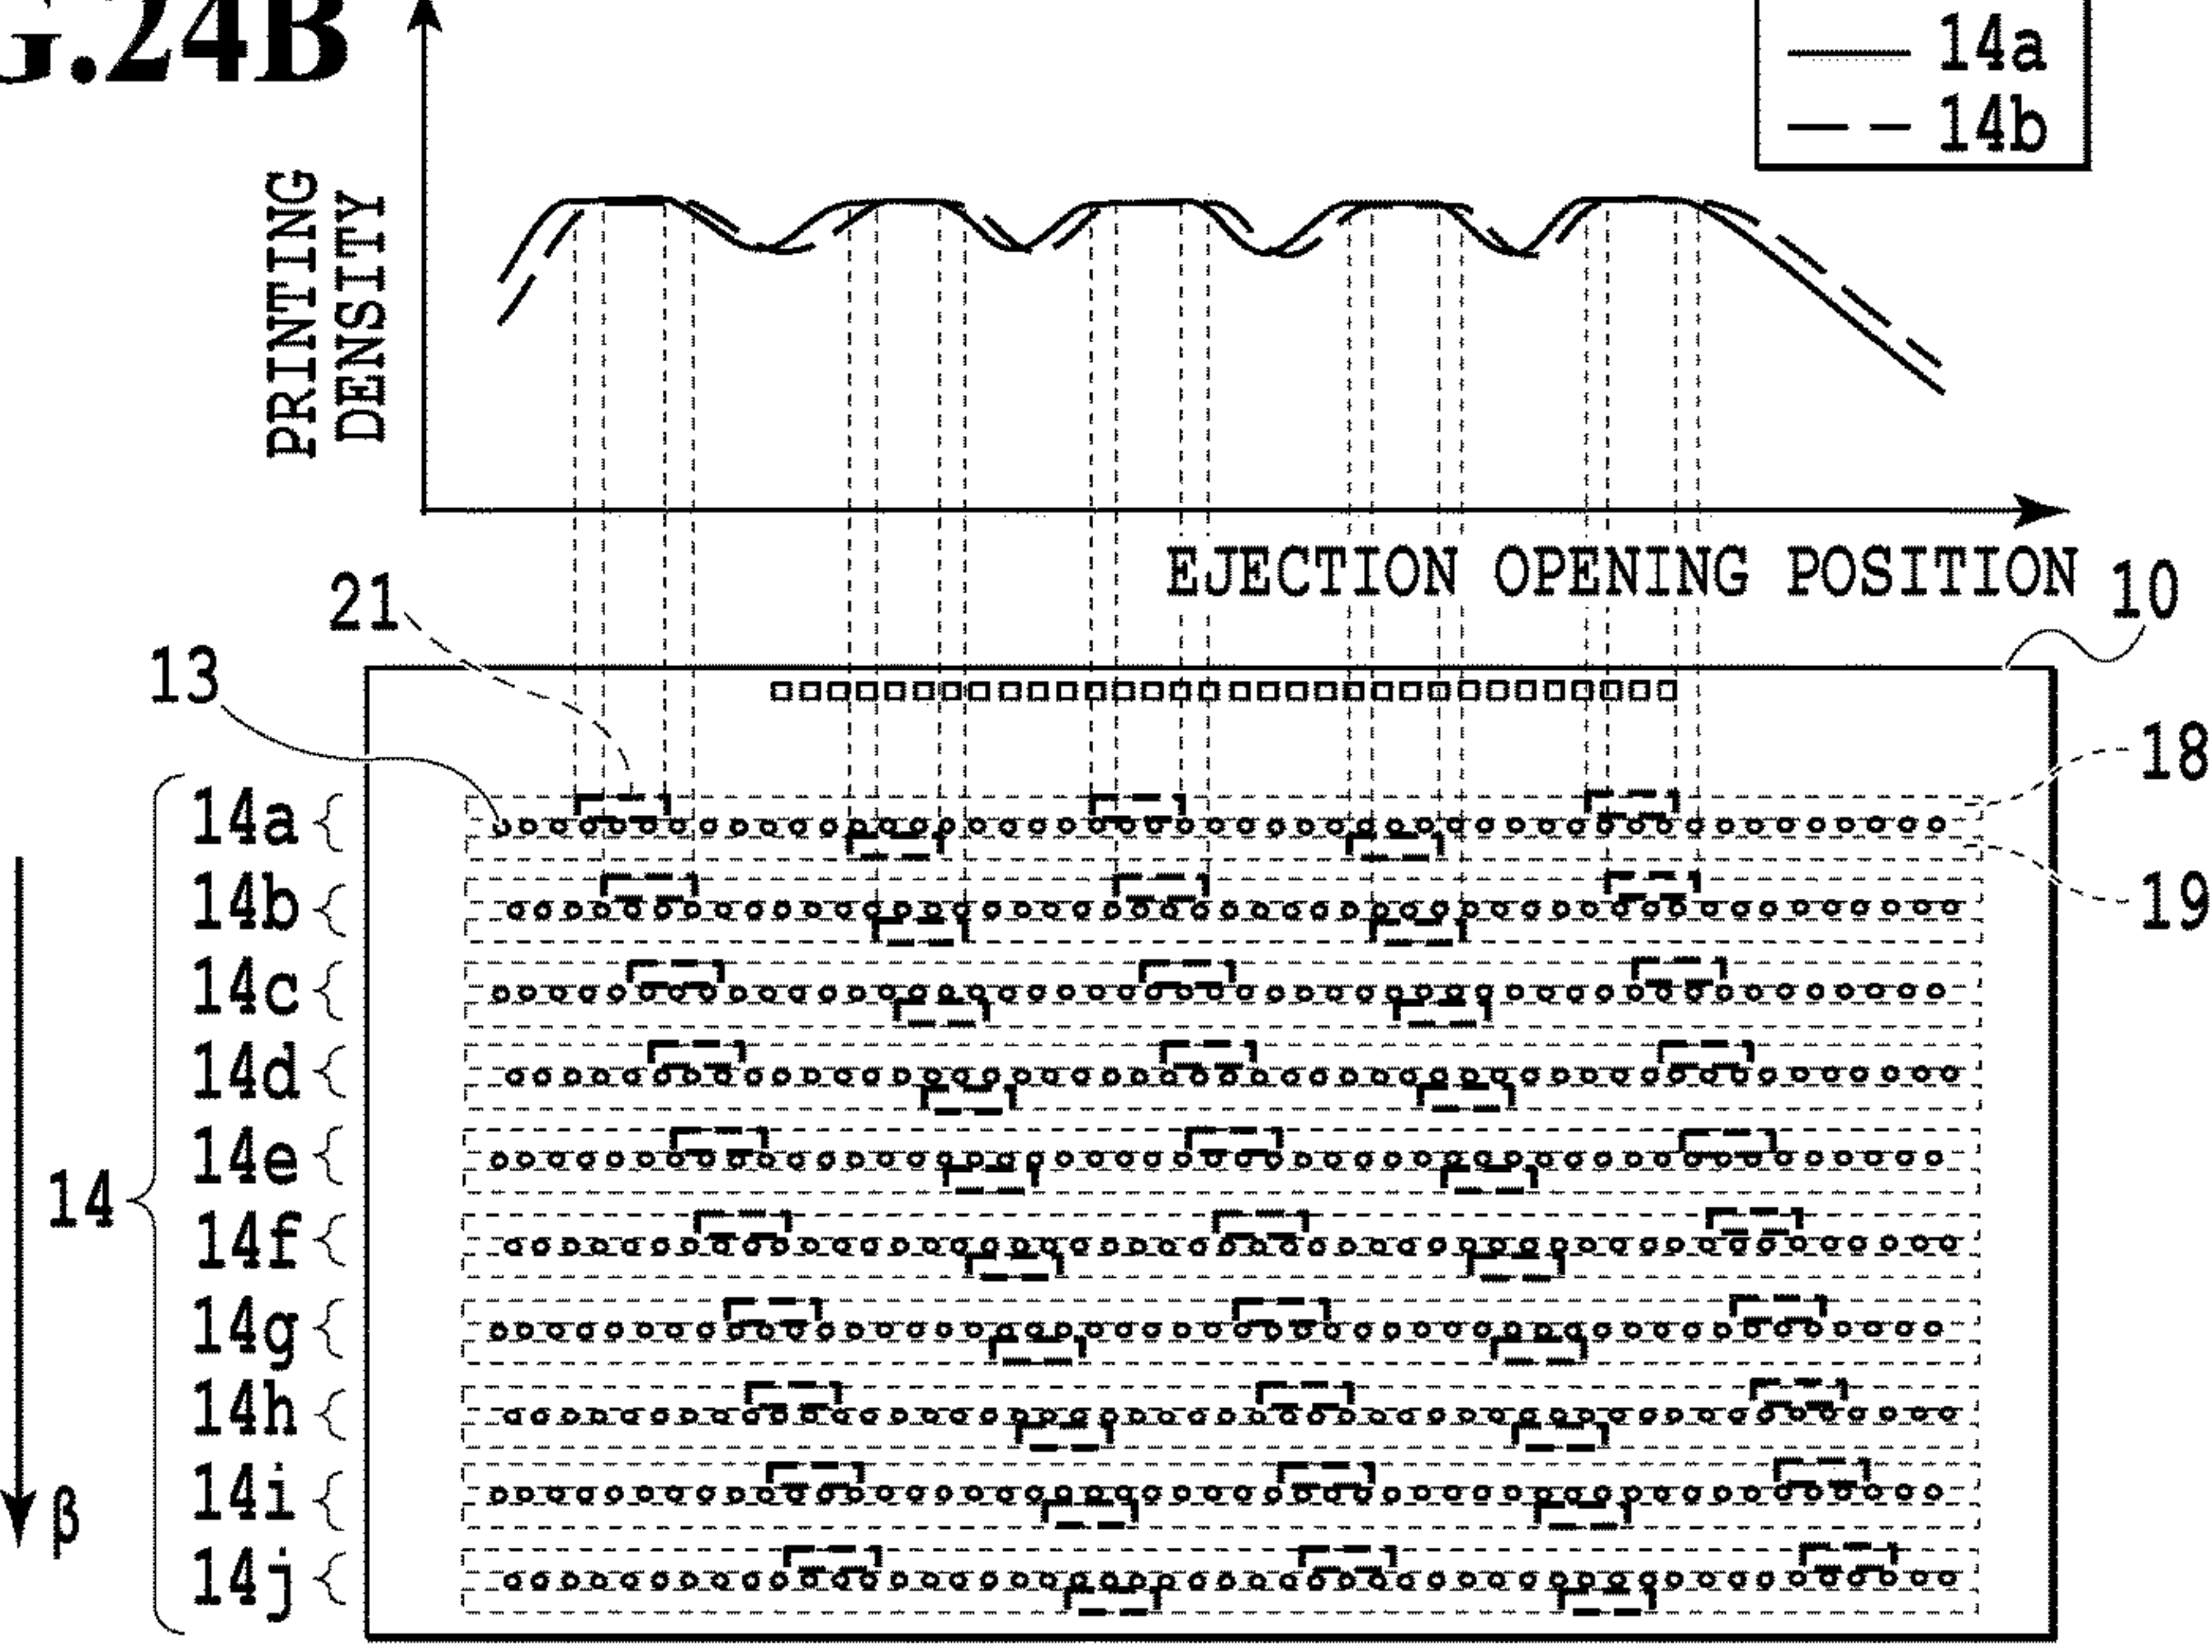 G.24B
14a
14b
PRINTING
DENSITY
EJECTION OPENING POSITION
10
21
13
18
14a
19
14b
14c
14d
14e
14
14f
14g
14h
14i
β
14j